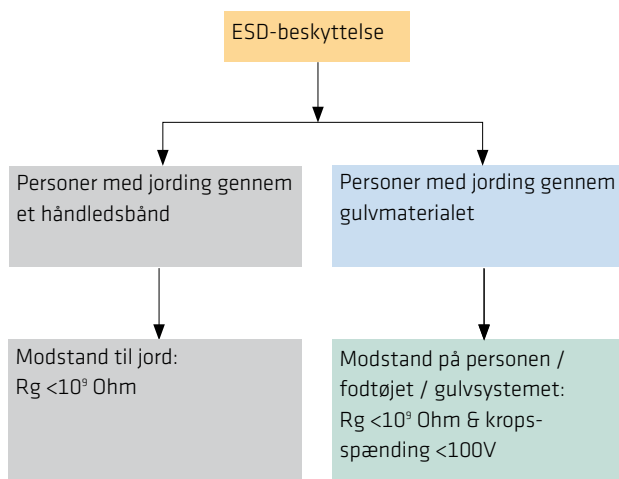 ESD-beskyttelse
Personer med jording gennem
et håndledsbånd
Personer med jording gennem
gulvmaterialet
Modstand til jord:
Rg <10⁹ Ohm
Modstand på personen /
fodtøjet / gulvsystemet:
Rg <10⁹ Ohm & krops-
spænding <100V